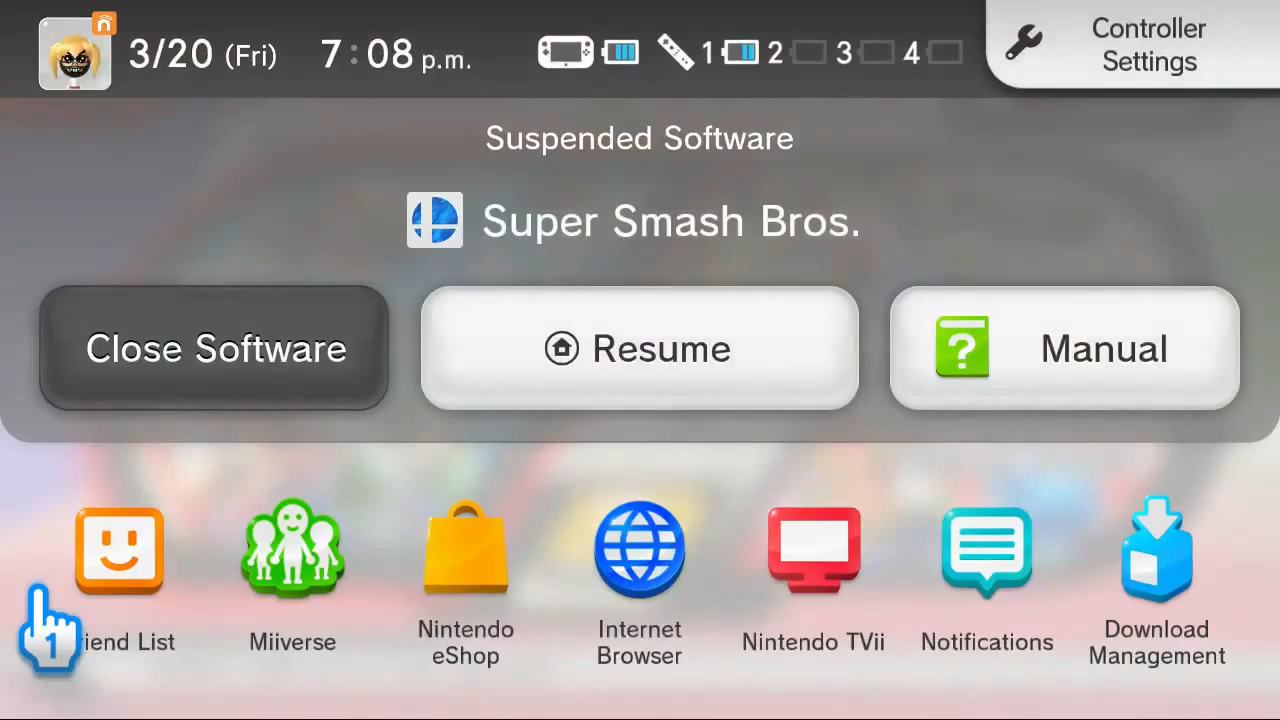 3/20 (Fri) 7:08 p.m. 1 2 3 4
Controller
Settings
Suspended Software
Super Smash Bros.
Close Software
Resume
? Manual
1
iend List
Miiverse
Nintendo
eShop
Internet
Browser
Nintendo TVii
Notifications
Download
Management